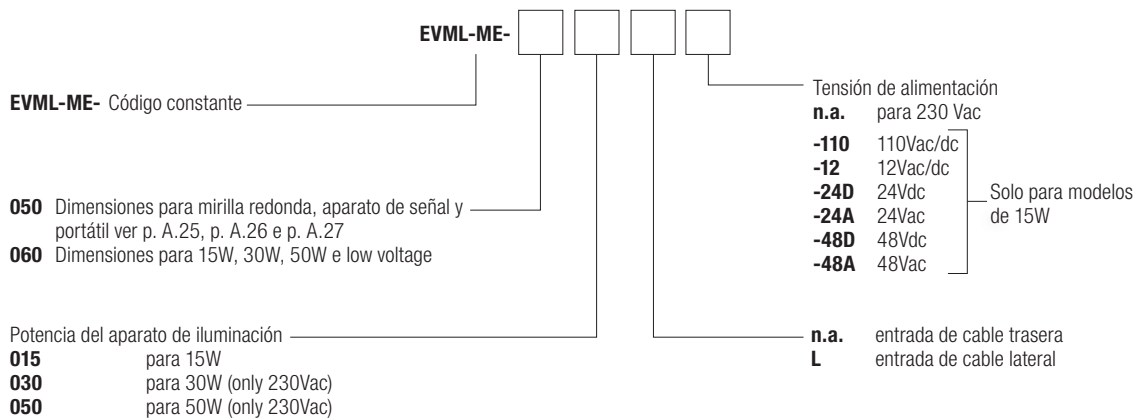 EVML-ME-
EVML-ME- Código constante
050 Dimensiones para mirilla redonda, aparato de señal y
portátil ver p. A.25, p. A.26 e p. A.27
060 Dimensiones para 15W, 30W, 50W e low voltage
Potencia del aparato de iluminación
015 para 15W
030 para 30W (only 230Vac)
050 para 50W (only 230Vac)
Tensión de alimentación
n.a. para 230 Vac
-110 110Vac/dc
-12 12Vac/dc
-24D 24Vdc
-24A 24Vac
-48D 48Vdc
-48A 48Vac
Solo para modelos
de 15W
n.a. entrada de cable trasera
L entrada de cable lateral